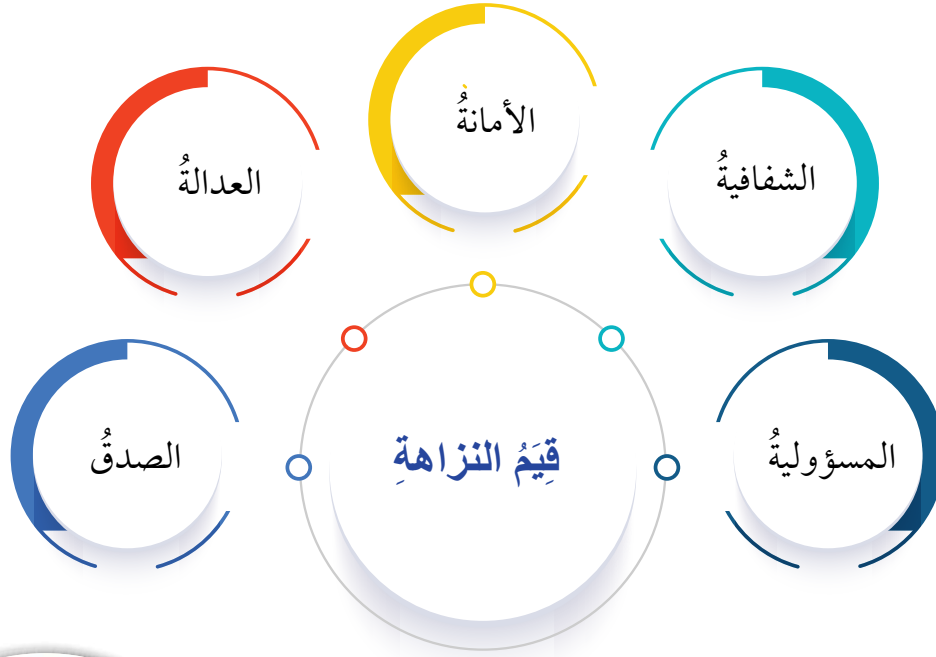 الأمانةُ
الشفافيةُ
العدالةُ
المسؤوليةُ
قِيَمُ النزاهةِ
الصدقُ